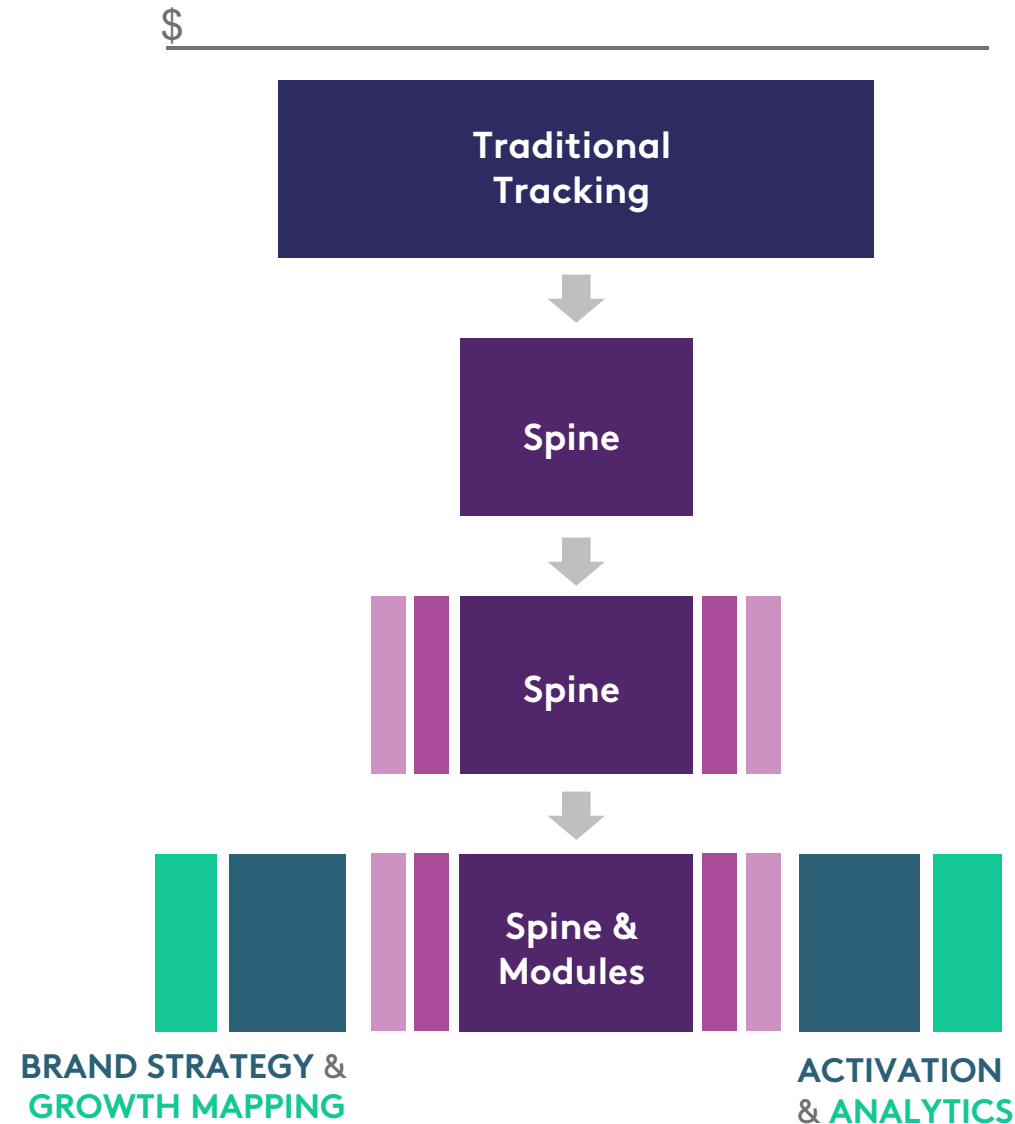 $
Traditional
Tracking
Spine
Spine
Spine &
Modules
BRAND STRATEGY &
GROWTH MAPPING
ACTIVATION
& ANALYTICS